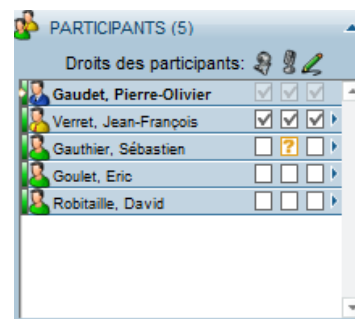 PARTICIPANTS (5)
Droits des participants:
Gaudet, Pierre-Olivier
Verret, Jean-François
Gauthier, Sébastien ?
Goulet, Eric
Robitaille, David